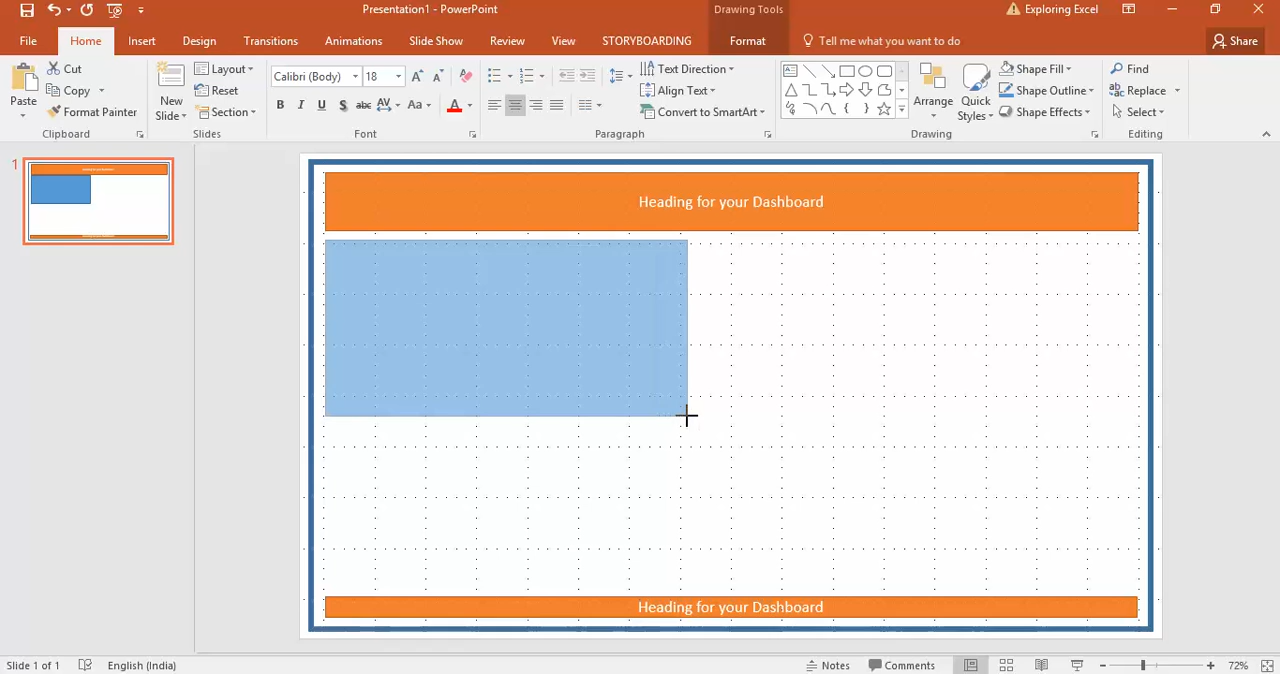 Presentation1 - PowerPoint
Drawing Tools
Exploring Excel
File
Home
Insert
Design
Transitions
Animations
Slide Show
Review
View
STORYBOARDING
Format
Tell me what you want to do
Share
Paste
Cut
Copy
Format Painter
Clipboard
New
Slide
Layout
Reset
Section
Slides
Calibri (Body)
18
B I U S abc AV Aa A
Font
Text Direction
Align Text
Convert to SmartArt
Paragraph
Arrange
Quick
Styles
Shape Fill
Shape Outline
Shape Effects
Drawing
Find
Replace
Select
Editing
1
Heading for your Dashboard
Heading for your Dashboard
Slide 1 of 1
English (India)
Notes
Comments
72%